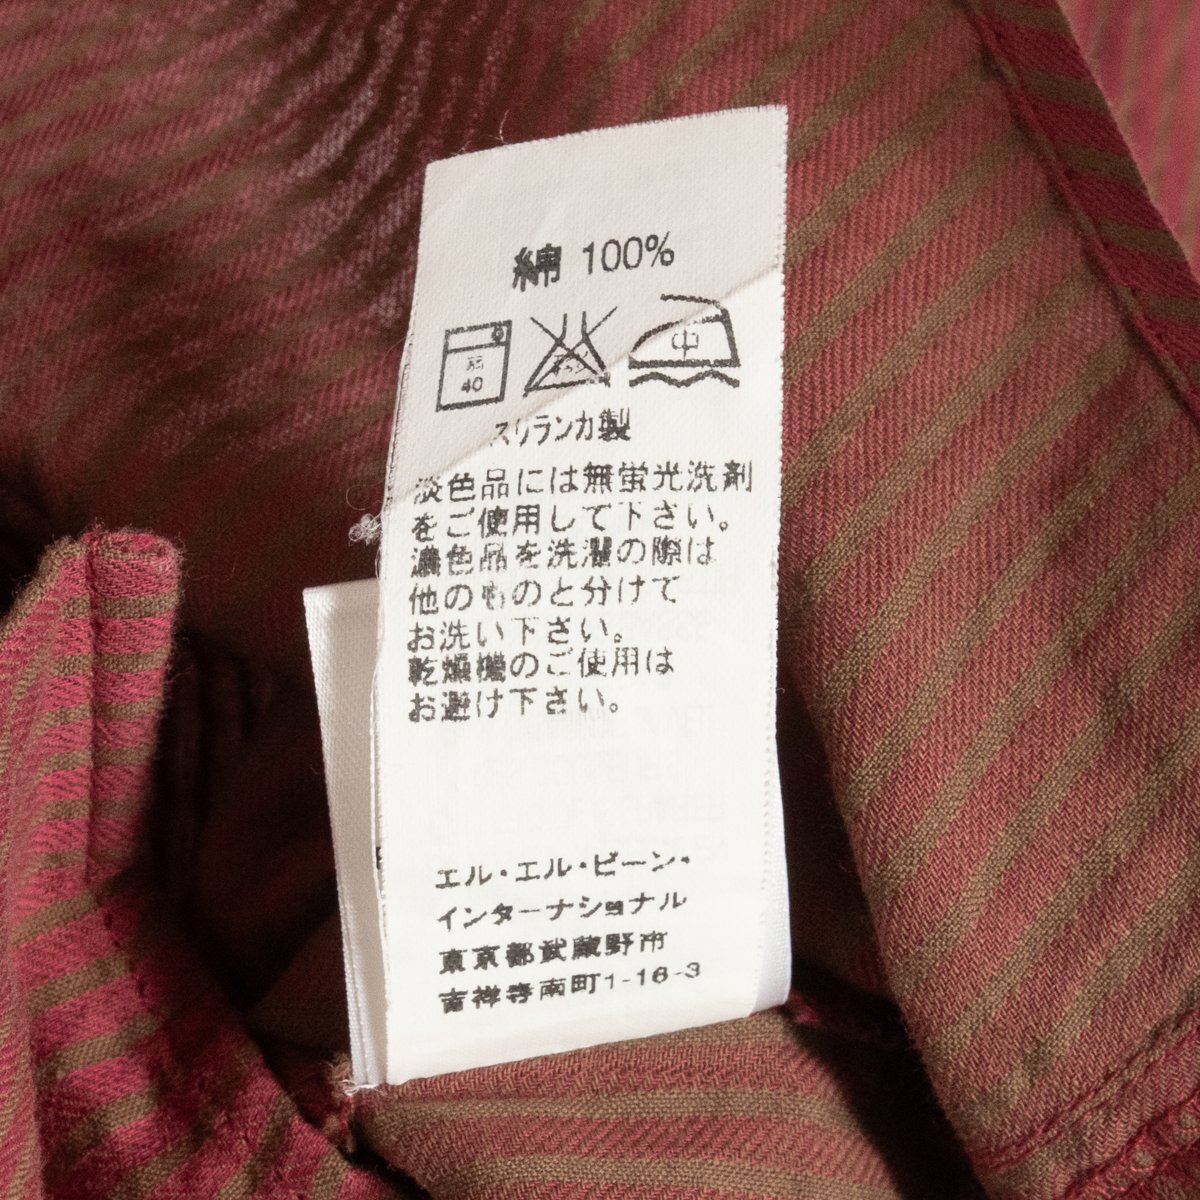 綿 100%
弱
40
中
スリランカ製
淡色品には無蛍光洗剤
をご使用して下さい。
濃色品を洗濯の際は
他のものと分けて
お洗い下さい。
乾燥機のご使用は
お避け下さい。
エル・エル・ビーン・
インターナショナル
東京都武蔵野市
吉祥寺南町1-16-3